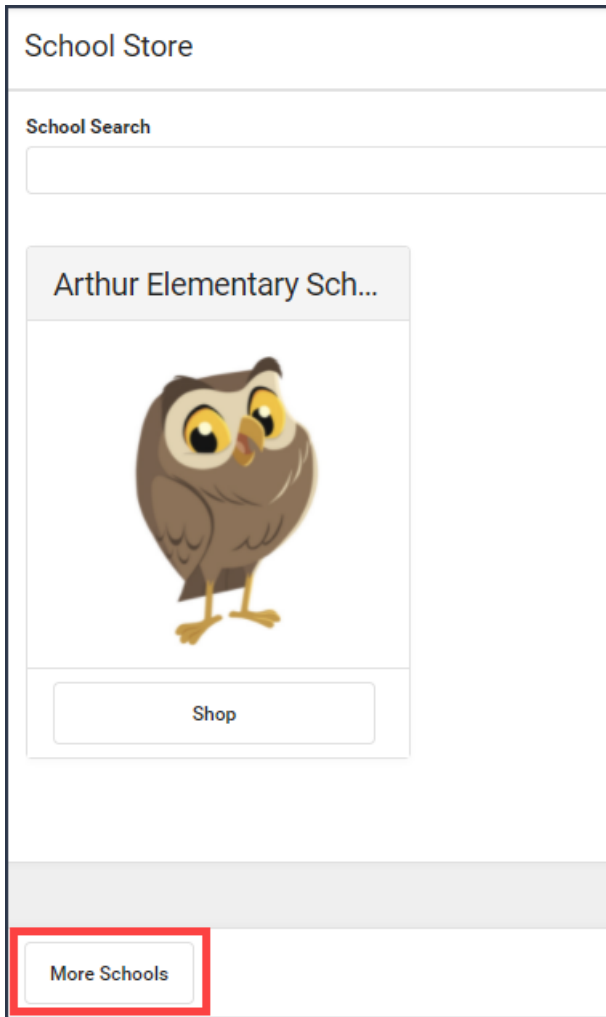 School Store
School Search
Arthur Elementary Sch...
Shop
More Schools